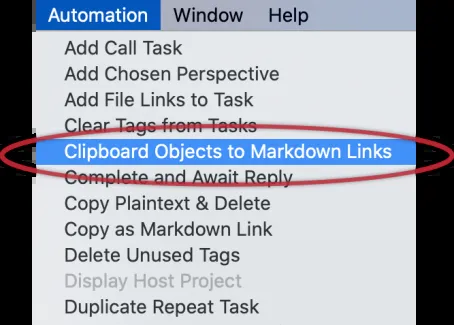 Automation Window Help
Add Call Task
Add Chosen Perspective
Add File Links to Task
Clear Tags from Tasks
Clipboard Objects to Markdown Links
Complete and Await Reply
Copy Plaintext & Delete
Copy as Markdown Link
Delete Unused Tags
Display Host Project
Duplicate Repeat Task